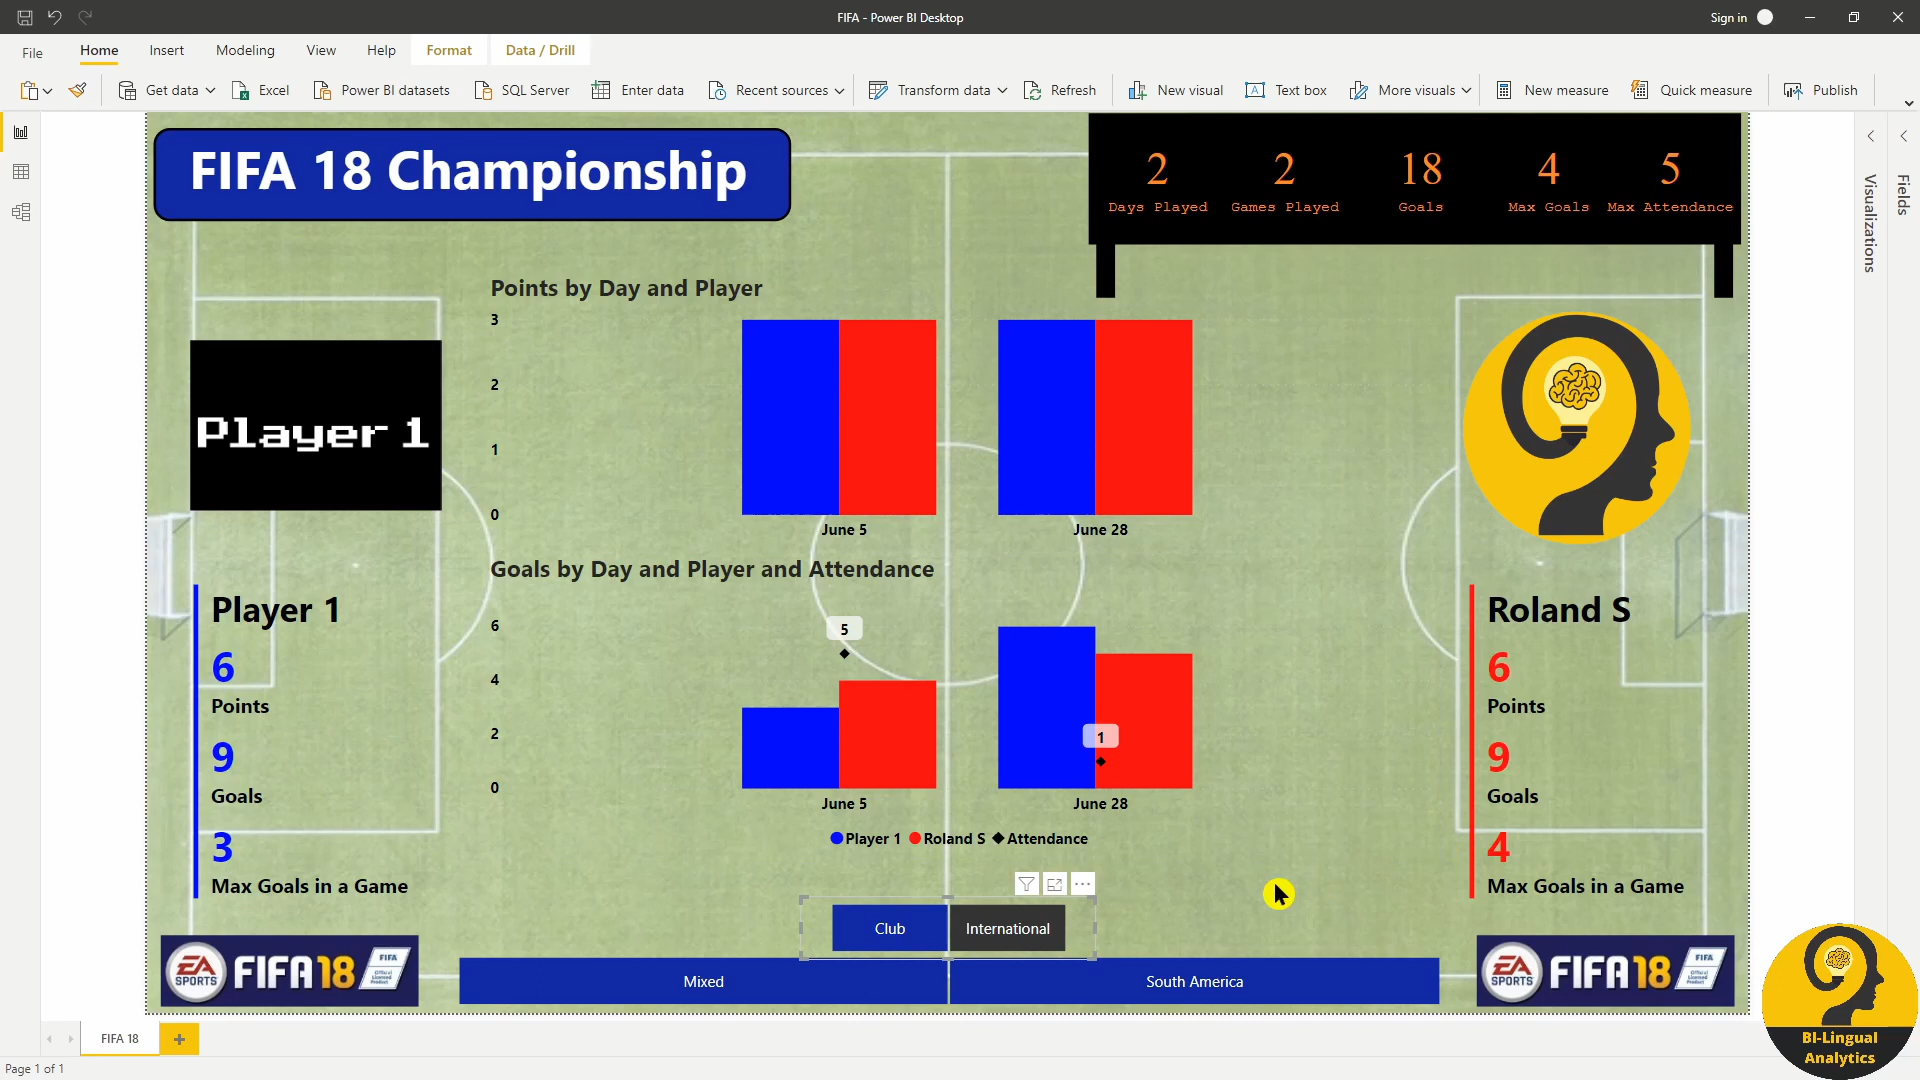 FIFA - Power BI Desktop
Sign in
File
Home
Insert
Modeling
View
Help
Format
Data / Drill
Get data
Excel
Power BI datasets
SQL Server
Enter data
Recent sources
Transform data
Refresh
New visual
Text box
More visuals
New measure
Quick measure
Publish
FIFA 18 Championship
2 2 18 4 5
Days Played Games Played Goals Max Goals Max Attendance
Visualizations
Fields
Points by Day and Player
3
2
1
0
June 5 June 28
Player 1
Goals by Day and Player and Attendance
6
4
2
0
5
1
June 5 June 28
Player 1 Roland S Attendance
Player 1
6
Points
9
Goals
3
Max Goals in a Game
Roland S
6
Points
9
Goals
4
Max Goals in a Game
Club International
Mixed South America
EA
SPORTS
FIFA18
FIFA
EA
SPORTS
FIFA18
FIFA
BI-Lingual
Analytics
FIFA 18
Page 1 of 1